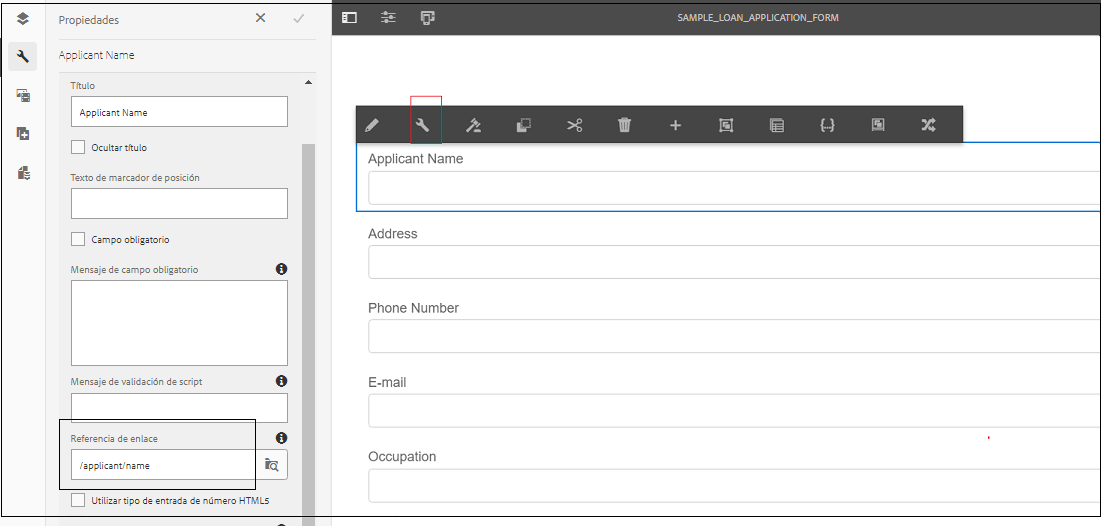 Propiedades
Applicant Name
Título
Applicant Name
Ocultar título
Texto de marcador de posición
Campo obligatorio
Mensaje de campo obligatorio
Mensaje de validación de script
Referencia de enlace
/applicant/name
Utilizar tipo de entrada de número HTML5
SAMPLE_LOAN_APPLICATION_FORM
Applicant Name
Address
Phone Number
E-mail
Occupation